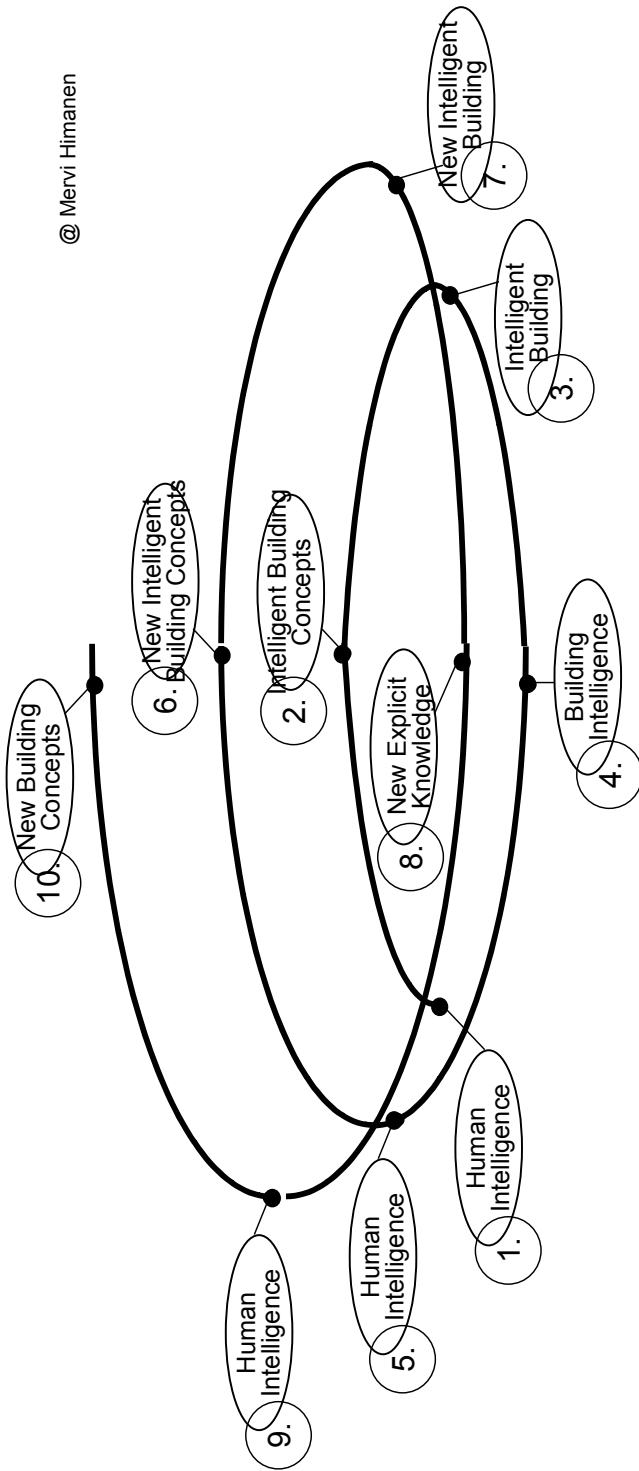 @ Mervi Himanen
10.
New Building
Concepts
6.
New Intelligent
Building Concepts
2.
Intelligent Building
Concepts
8.
New Explicit
Knowledge
4.
Building
Intelligence
9.
Human
Intelligence
5.
Human
Intelligence
1.
Human
Intelligence
3.
Intelligent
Building
7.
New Intelligent
Building